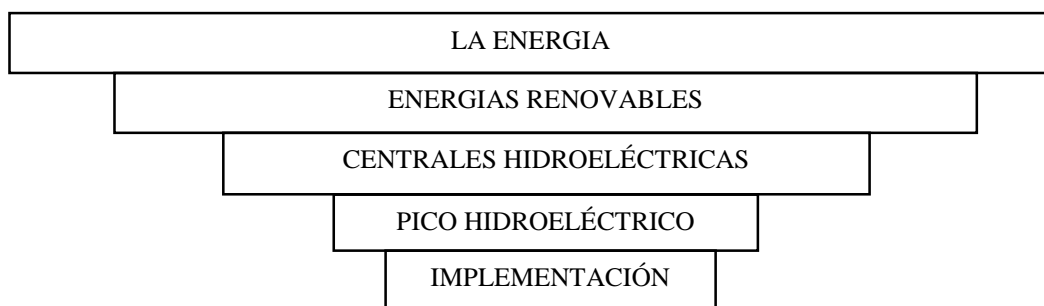 LA ENERGIA
ENERGIAS RENOVABLES
CENTRALES HIDROELÉCTRICAS
PICO HIDROELÉCTRICO
IMPLEMENTACIÓN